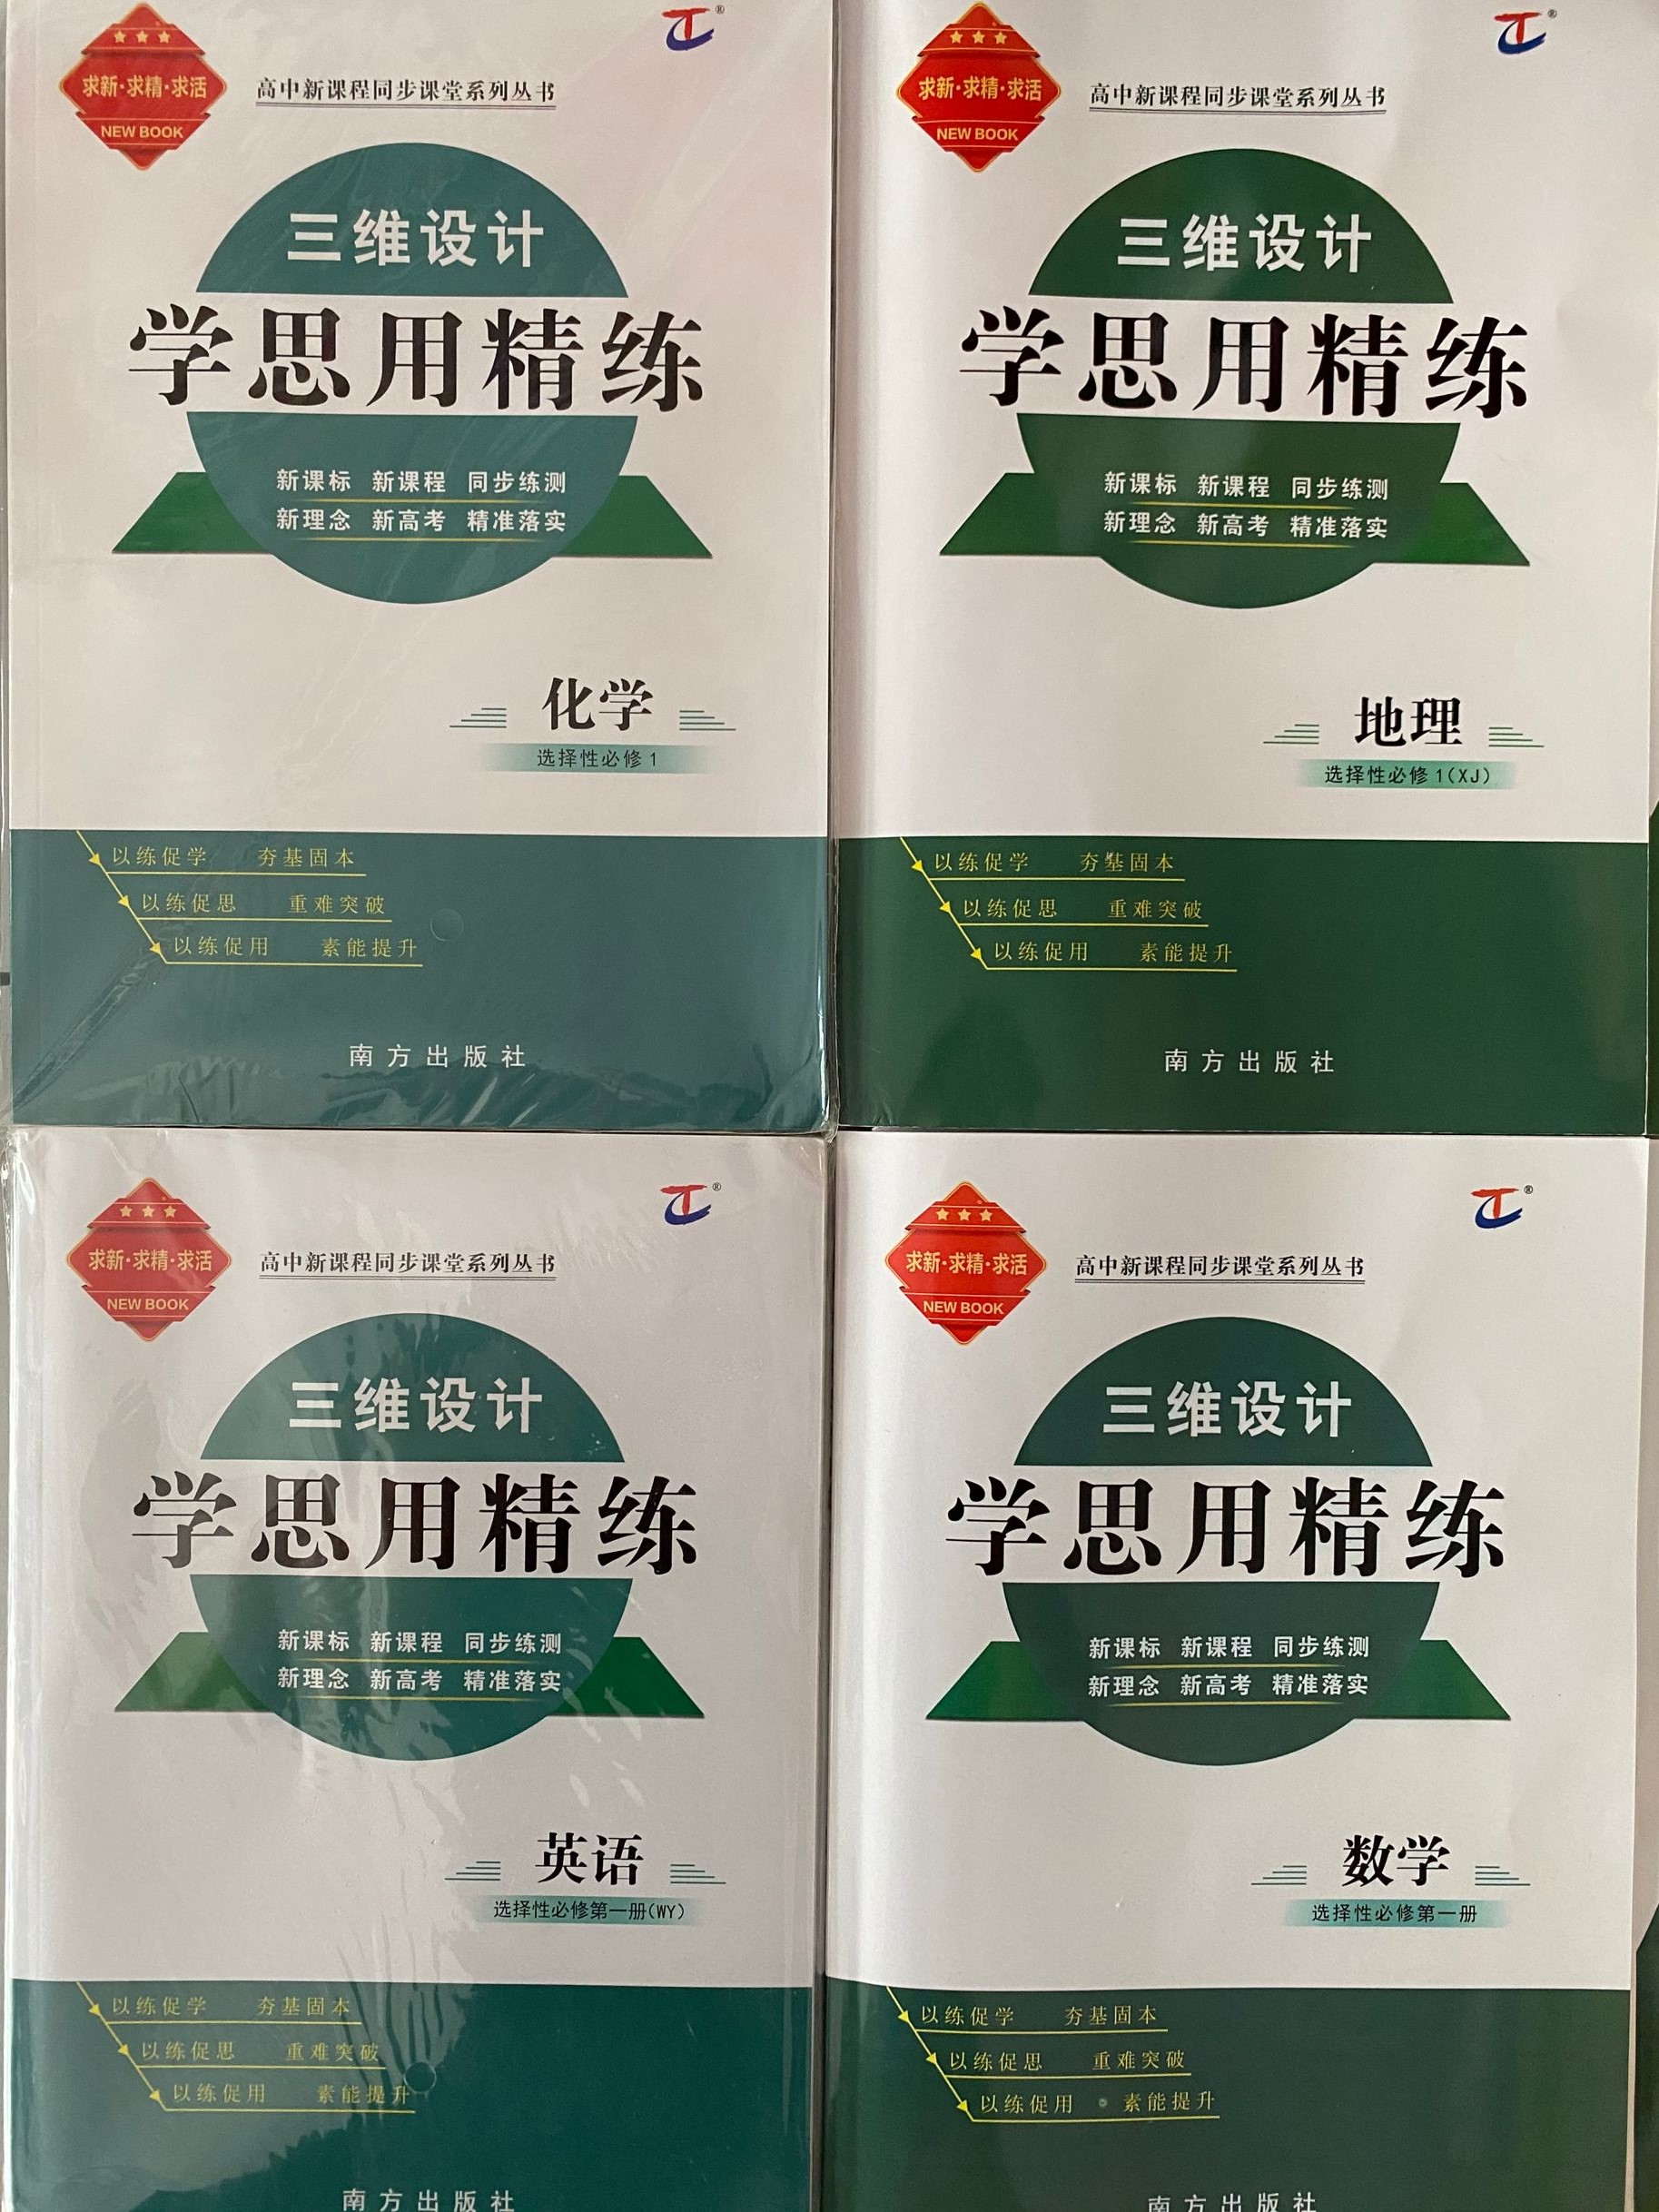 求新·求精·求活
NEW BOOK
高中新课程同步课堂系列丛书
®
三维设计
学思用精练
新课标 新课程 同步练测
新理念 新高考 精准落实
化学
选择性必修1
以练促学 夯基固本
以练促思 重难突破
以练促用 素能提升
南方出版社
求新·求精·求活
NEW BOOK
高中新课程同步课堂系列丛书
®
三维设计
学思用精练
新课标 新课程 同步练测
新理念 新高考 精准落实
地理
选择性必修1(XJ)
以练促学 夯基固本
以练促思 重难突破
以练促用 素能提升
南方出版社
求新·求精·求活
NEW BOOK
高中新课程同步课堂系列丛书
®
三维设计
学思用精练
新课标 新课程 同步练测
新理念 新高考 精准落实
英语
选择性必修第一册(WY)
以练促学 夯基固本
以练促思 重难突破
以练促用 素能提升
南方出版社
求新·求精·求活
NEW BOOK
高中新课程同步课堂系列丛书
®
三维设计
学思用精练
新课标 新课程 同步练测
新理念 新高考 精准落实
数学
选择性必修第一册
以练促学 夯基固本
以练促思 重难突破
以练促用 素能提升
南方出版社